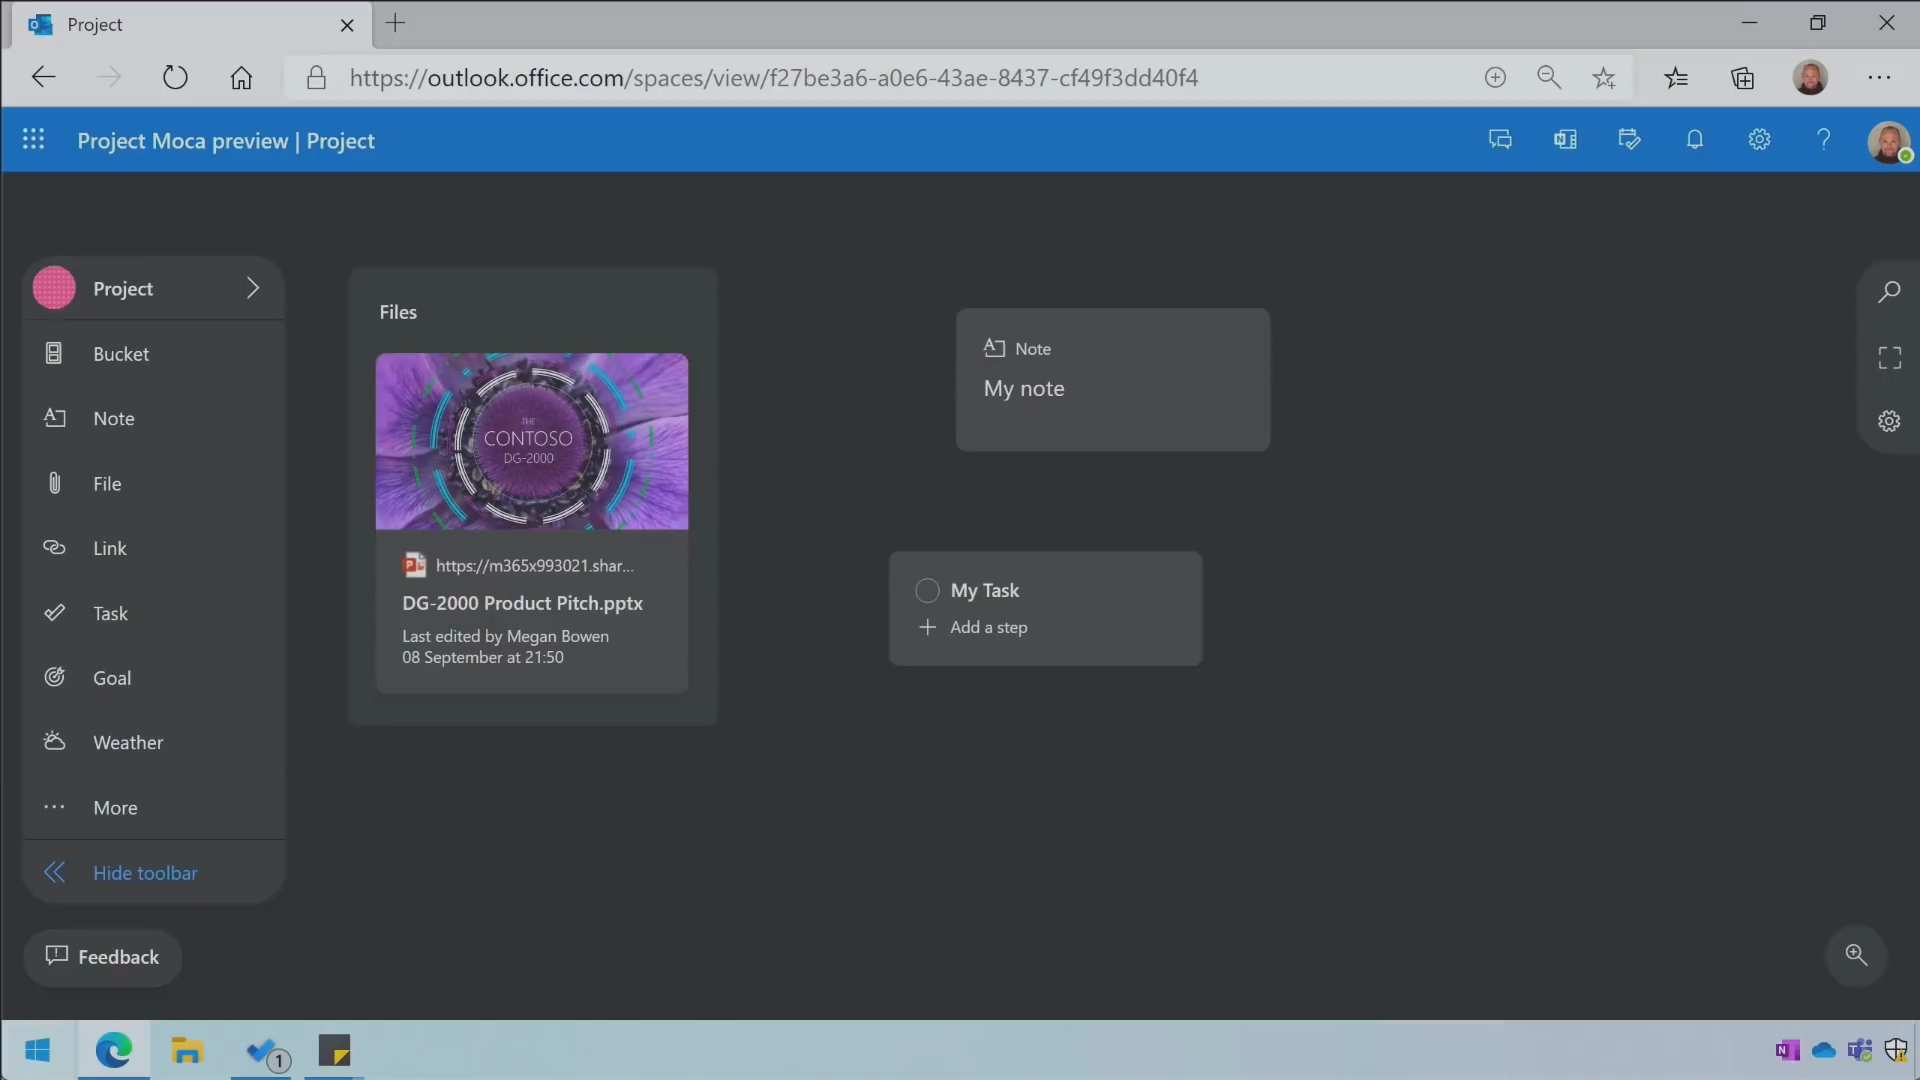 Project
https://outlook.office.com/spaces/view/f27be3a6-a0e6-43ae-8437-cf49f3dd40f4
Project Moca preview | Project
Project
Bucket
Note
File
Link
Task
Goal
Weather
More
Hide toolbar
Feedback
Files
THE
CONTOSO
DG-2000
https://m365x993021.shar...
DG-2000 Product Pitch.pptx
Last edited by Megan Bowen
08 September at 21:50
Note
My note
My Task
Add a step
1